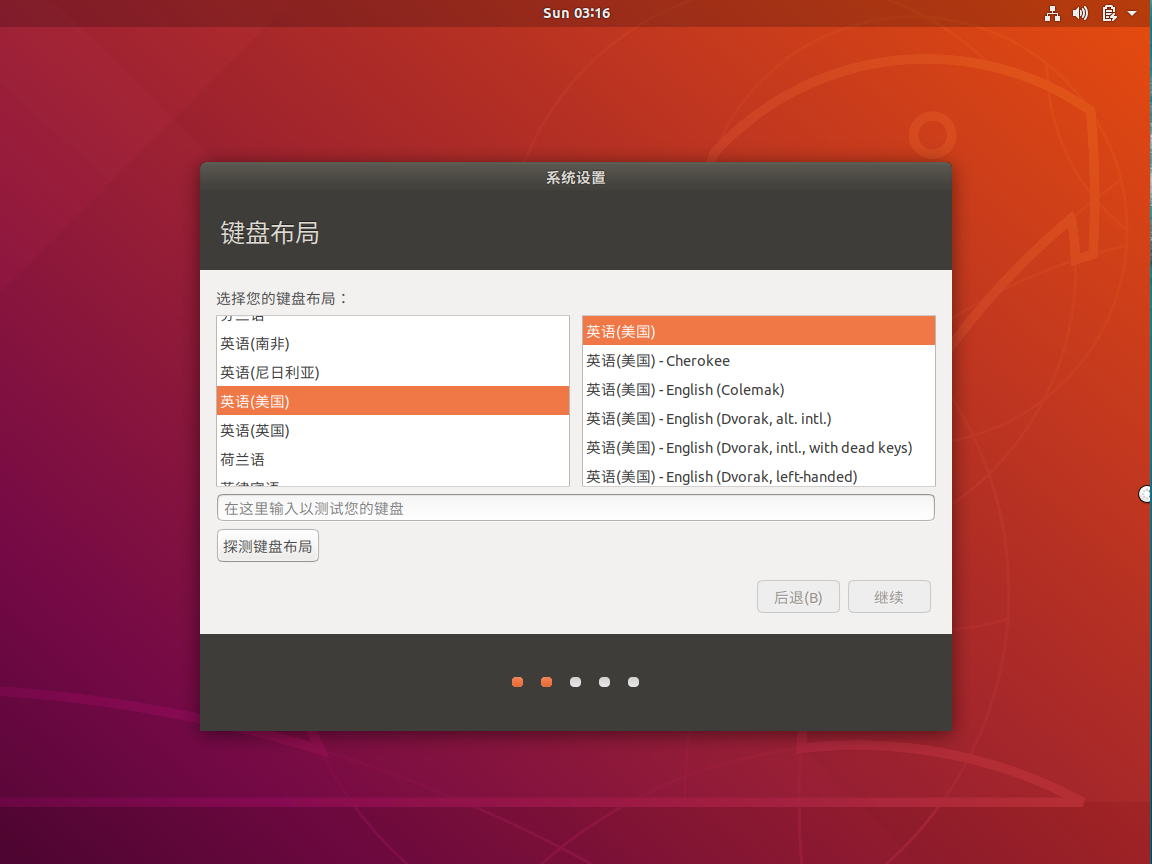 Sun 03:16
系统设置
键盘布局
选择您的键盘布局：
英语(南非)
英语(尼日利亚)
英语(美国)
英语(英国)
荷兰语
英语(美国)
英语(美国) - Cherokee
英语(美国) - English (Colemak)
英语(美国) - English (Dvorak, alt. intl.)
英语(美国) - English (Dvorak, intl., with dead keys)
英语(美国) - English (Dvorak, left-handed)
在这里输入以测试您的键盘
探测键盘布局
后退(B)
继续